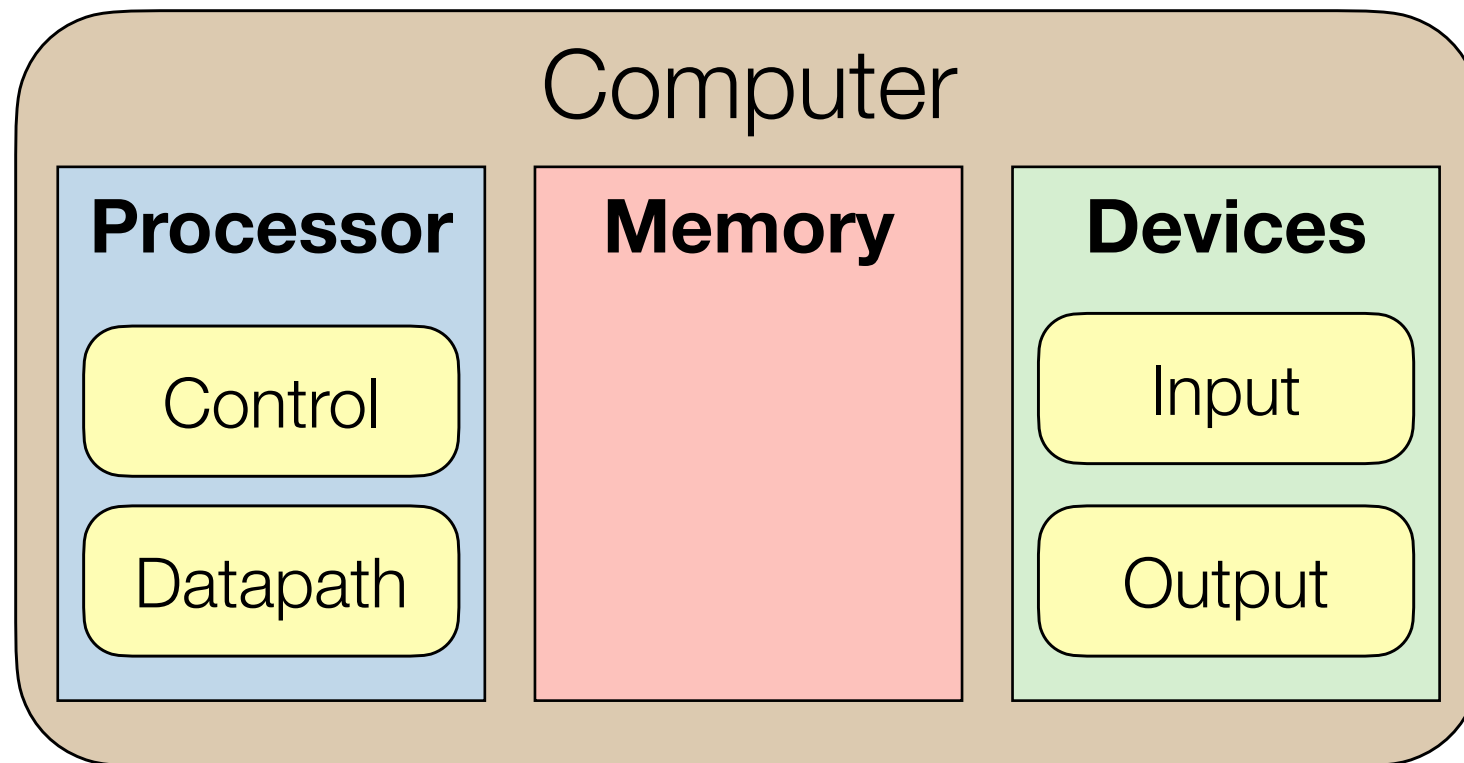 Computer
Processor
Control
Datapath
Memory
Devices
Input
Output